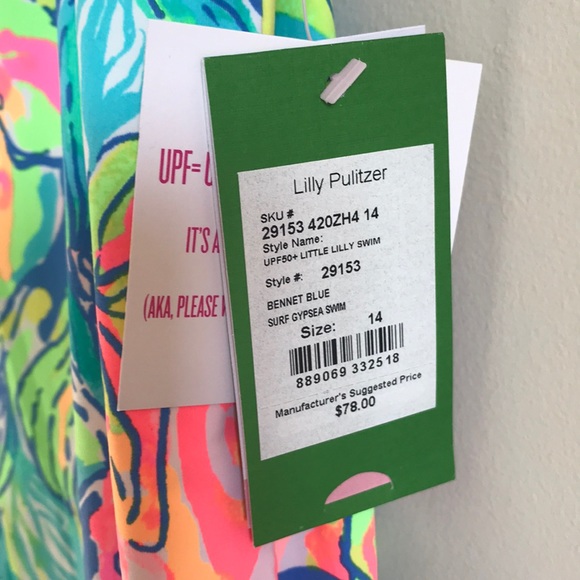 UPF=
IT'S A
(AKA, PLEASE
Lilly Pulitzer
SKU #
29153 420ZH4 14
Style Name:
UPF50+ LITTLE LILLY SWIM
Style #: 29153
BENNET BLUE
SURF GYPSEA SWIM
Size: 14
889069 332518
Manufacturer's Suggested Price
$78.00